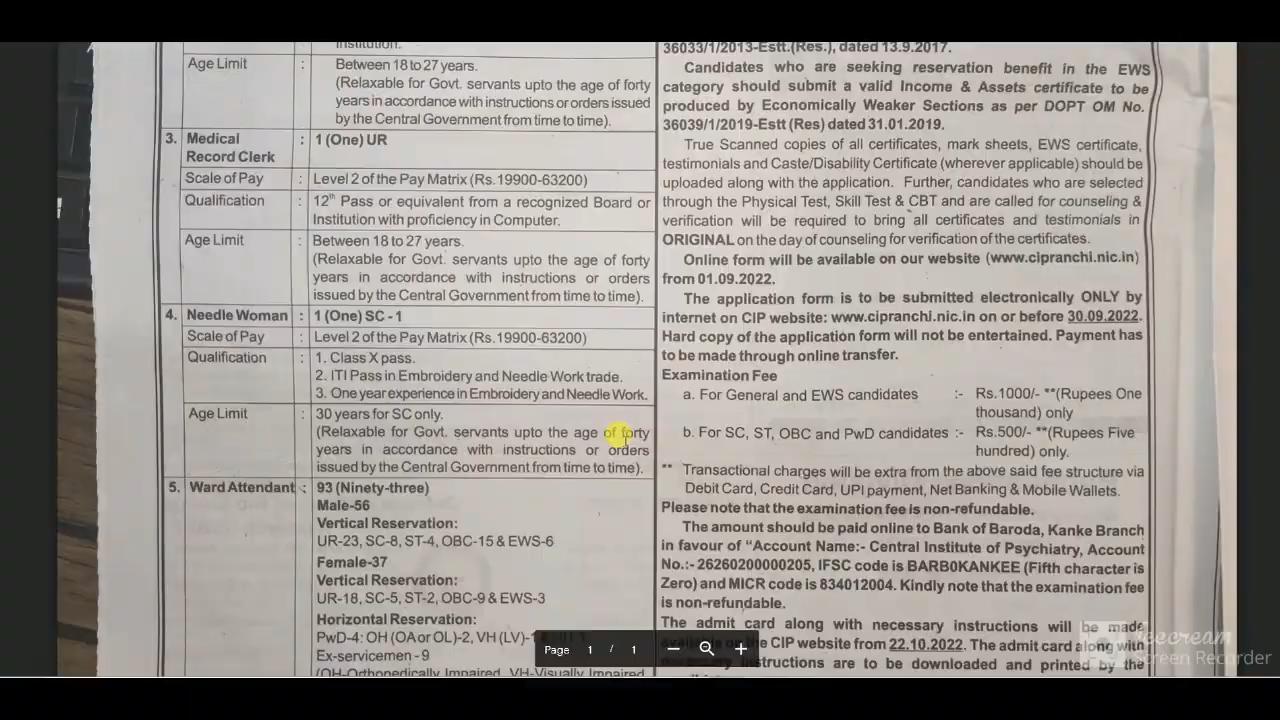 Institution.
Age Limit : Between 18 to 27 years.
(Relaxable for Govt. servants upto the age of forty
years in accordance with instructions or orders issued
by the Central Government from time to time).
3. Medical : 1 (One) UR
Record Clerk
Scale of Pay : Level 2 of the Pay Matrix (Rs.19900-63200)
Qualification : 12th Pass or equivalent from a recognized Board or
Institution with proficiency in Computer.
Age Limit : Between 18 to 27 years.
(Relaxable for Govt. servants upto the age of forty
years in accordance with instructions or orders
issued by the Central Government from time to time).
4. Needle Woman : 1 (One) SC-1
Scale of Pay : Level 2 of the Pay Matrix (Rs.19900-63200)
Qualification : 1. Class X pass.
2. ITI Pass in Embroidery and Needle Work trade.
3. One year experience in Embroidery and Needle Work.
Age Limit : 30 years for SC only.
(Relaxable for Govt. servants upto the age of forty
years in accordance with instructions or orders
issued by the Central Government from time to time).
5. Ward Attendant : 93 (Ninety-three)
Male-56
Vertical Reservation:
UR-23, SC-8, ST-4, OBC-15 & EWS-6
Female-37
Vertical Reservation:
UR-18, SC-5, ST-2, OBC-9 & EWS-3
Horizontal Reservation:
PwD-4: OH (OA or OL)-2, VH (LV)-1
Ex-servicemen -9
(OH-Orthopedically Impaired, VH-Visually Impaired
36033/1/2013-Estt.(Res.), dated 13.9.2017.
Candidates who are seeking reservation benefit in the EWS
category should submit a valid Income & Assets certificate to be
produced by Economically Weaker Sections as per DOPT OM No.
36039/1/2019-Estt (Res) dated 31.01.2019.
True Scanned copies of all certificates, mark sheets, EWS certificate,
testimonials and Caste/Disability Certificate (wherever applicable) should be
uploaded along with the application. Further, candidates who are selected
through the Physical Test, Skill Test & CBT and are called for counseling &
verification will be required to bring all certificates and testimonials in
ORIGINAL on the day of counseling for verification of the certificates.
Online form will be available on our website (www.cipranchi.nic.in)
from 01.09.2022.
The application form is to be submitted electronically ONLY by
internet on CIP website: www.cipranchi.nic.in on or before 30.09.2022.
Hard copy of the application form will not be entertained. Payment has
to be made through online transfer.
Examination Fee
a. For General and EWS candidates :- Rs.1000/- **(Rupees One
thousand) only
b. For SC, ST, OBC and PwD candidates :- Rs.500/- **(Rupees Five
hundred) only.
** Transactional charges will be extra from the above said fee structure via
Debit Card, Credit Card, UPI payment, Net Banking & Mobile Wallets.
Please note that the examination fee is non-refundable.
The amount should be paid online to Bank of Baroda, Kanke Branch
in favour of "Account Name:- Central Institute of Psychiatry, Account
No.:- 26260200000205, IFSC code is BARB0KANKEE (Fifth character is
Zero) and MICR code is 834012004. Kindly note that the examination fee
is non-refundable.
The admit card along with necessary instructions will be made
the CIP website from 22.10.2022. The admit card along with
necessary instructions are to be downloaded and printed by the
Page 1 / 1
icecream
Screen Recorder